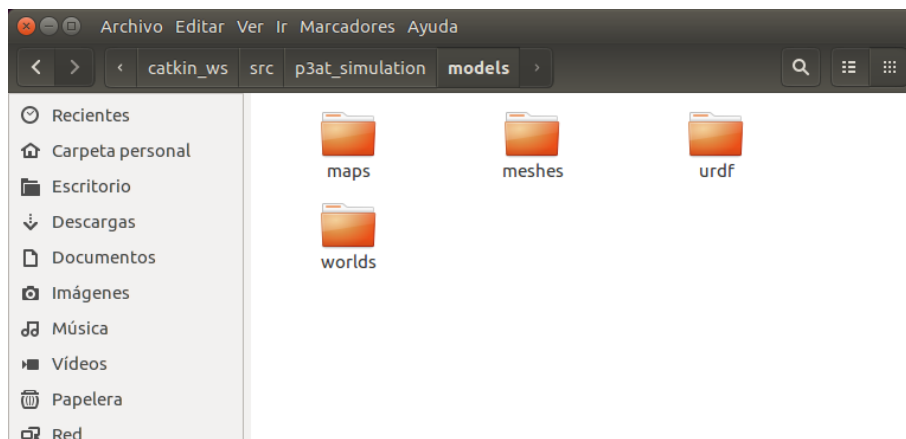 Archivo Editar Ver Ir Marcadores Ayuda
catkin_ws src p3at_simulation models
Recientes
Carpeta personal
Escritorio
Descargas
Documentos
Imágenes
Música
Vídeos
Papelera
Red
maps meshes urdf
worlds